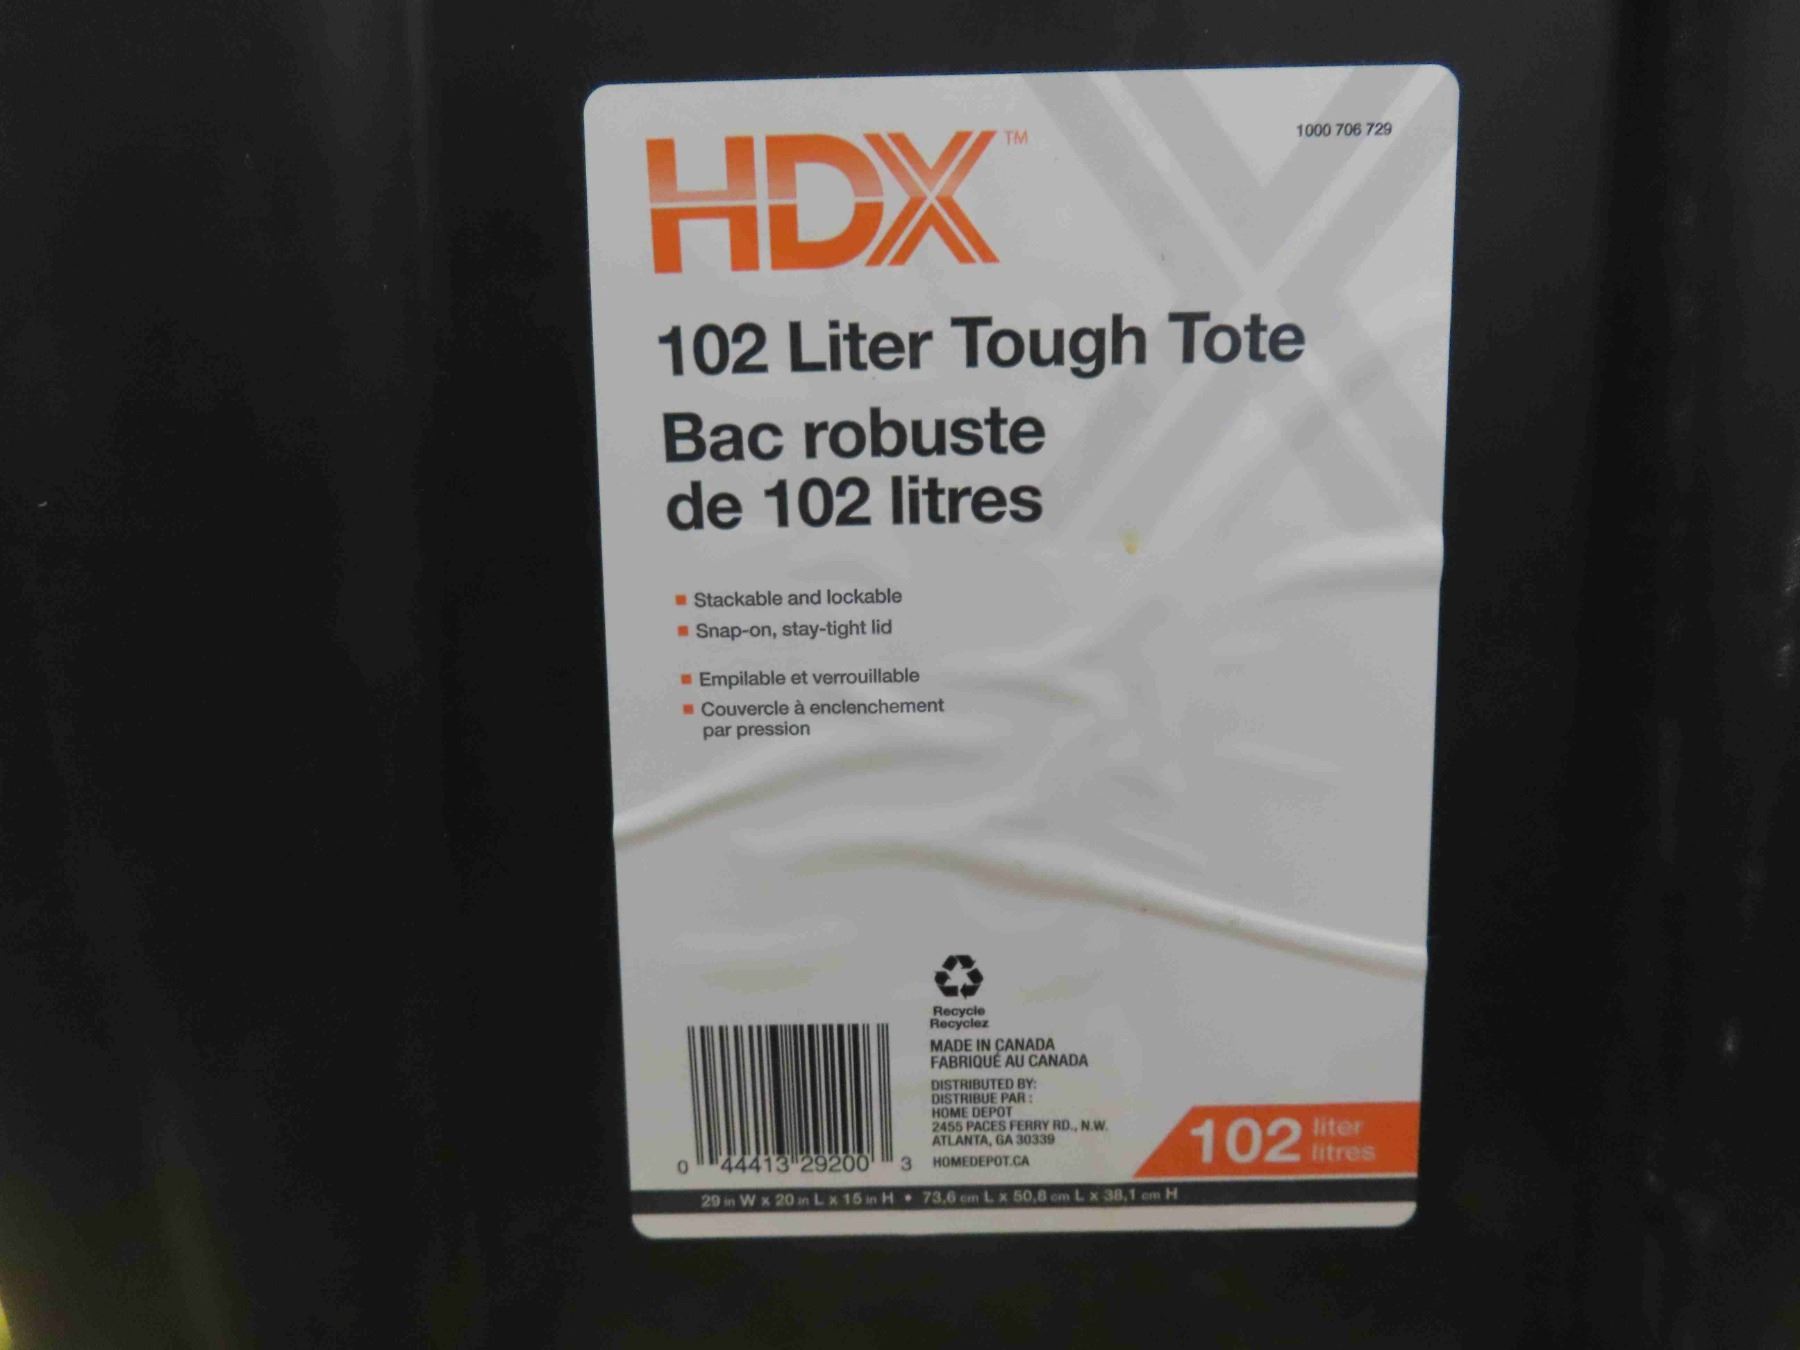 HDX™
1000 706 729
102 Liter Tough Tote
Bac robuste
de 102 litres
Stackable and lockable
Snap-on, stay-tight lid
Empilable et verrouillable
Couvercle à enclenchement
par pression
Recycle
Recyclez
MADE IN CANADA
FABRIQUÉ AU CANADA
DISTRIBUTED BY:
DISTRIBUE PAR :
HOME DEPOT
2455 PACES FERRY RD., N.W.
ATLANTA, GA 30339
HOMEDEPOT.CA
0 44413 29200 3
102 liter
litres
29 in W x 20 in L x 15 in H • 73,6 cm L x 50,8 cm L x 38,1 cm H